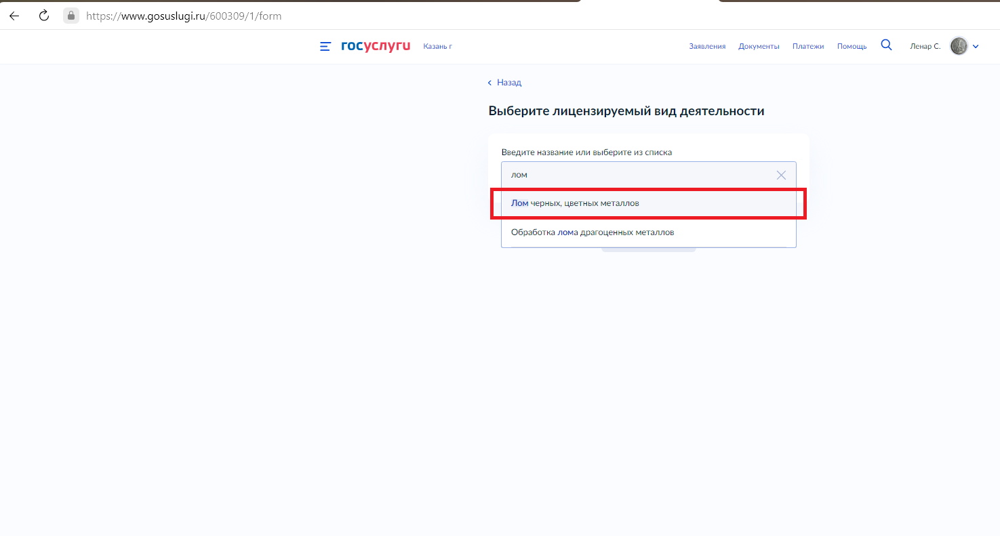 https://www.gosuslugi.ru/600309/1/form
госуслуги Казань г Заявления Документы Платежи Помощь Ленар С.
Назад
Выберите лицензируемый вид деятельности
Введите название или выберите из списка
лом
Лом черных, цветных металлов
Обработка лома драгоценных металлов